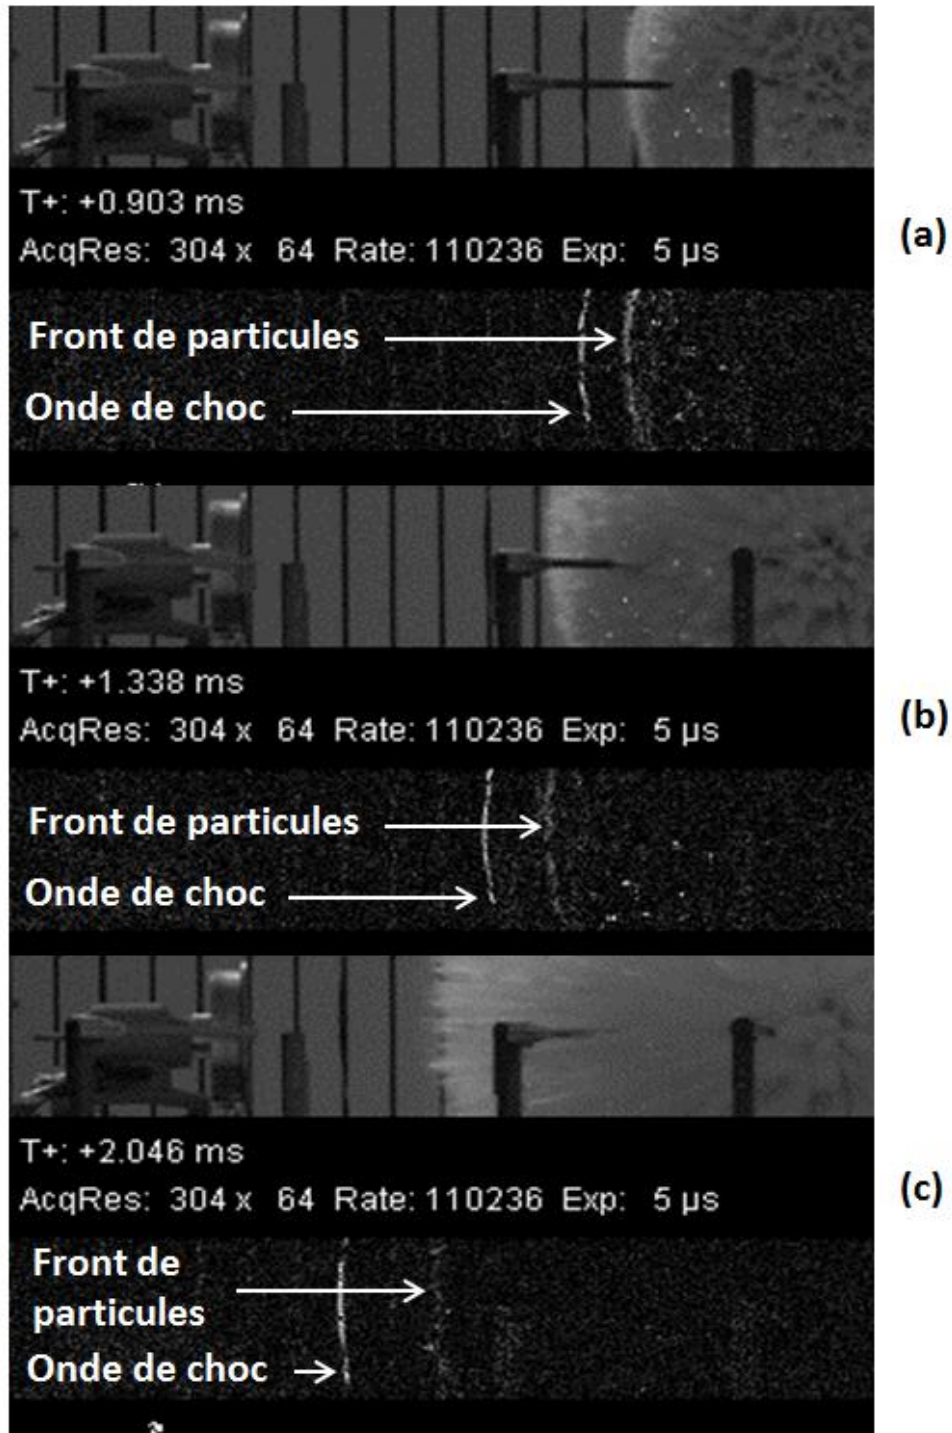 T+: +0.903 ms
AcqRes: 304 x 64 Rate: 110236 Exp: 5 µs
(a)
Front de particules
Onde de choc
T+: +1.338 ms
AcqRes: 304 x 64 Rate: 110236 Exp: 5 µs
(b)
Front de particules
Onde de choc
T+: +2.046 ms
AcqRes: 304 x 64 Rate: 110236 Exp: 5 µs
(c)
Front de
particules
Onde de choc